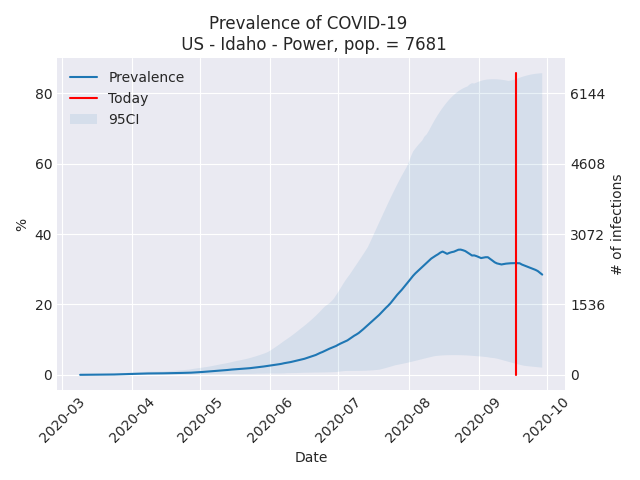 Prevalence of COVID-19
US - Idaho - Power, pop. = 7681
Prevalence
Today
95CI
80
60
40
20
0
%
6144
4608
3072
1536
0
# of infections
2020-03
2020-04
2020-05
2020-06
2020-07
2020-08
2020-09
2020-10
Date